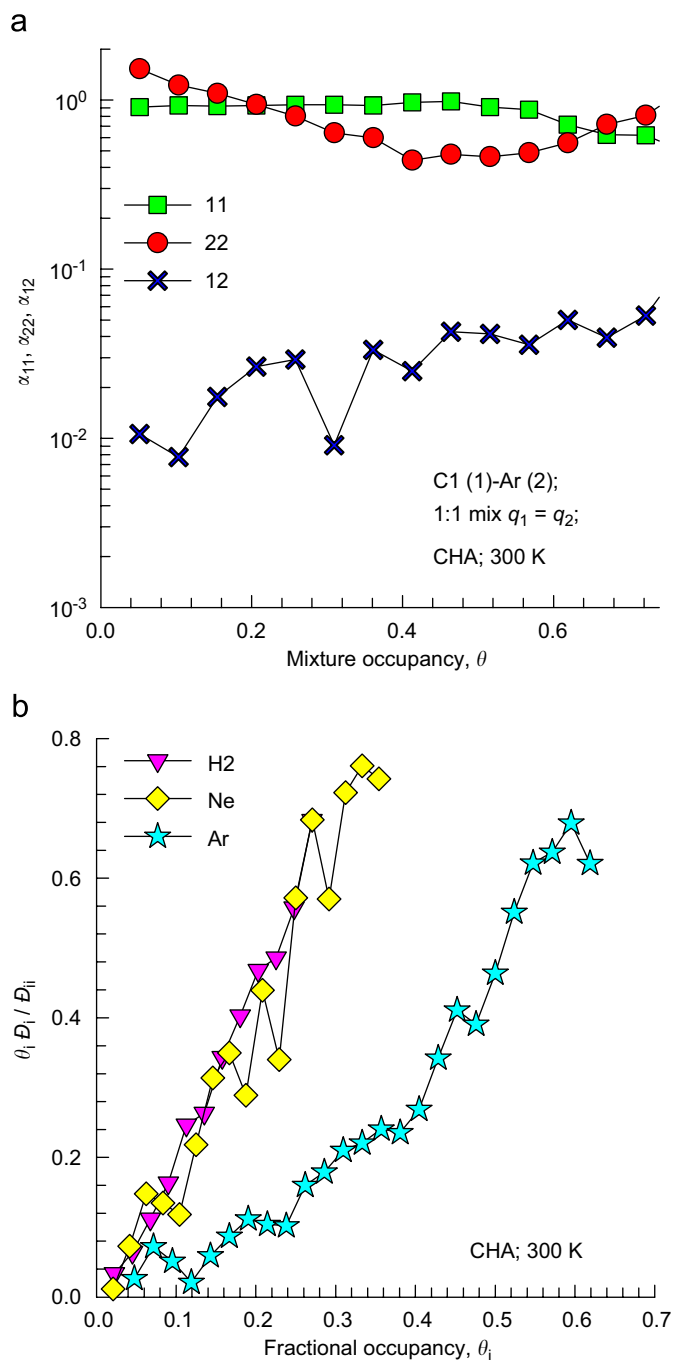 a
10⁰
10⁻¹
10⁻²
10⁻³
α₁₁, α₂₂, α₁₂
11
22
12
C1 (1)-Ar (2);
1:1 mix q₁ = q₂;
CHA; 300 K
0.0 0.2 0.4 0.6
Mixture occupancy, θ
b
0.8
0.6
0.4
0.2
0.0
θᵢ Đᵢ / Đᵢᵢ
H2
Ne
Ar
CHA; 300 K
0.0 0.1 0.2 0.3 0.4 0.5 0.6 0.7
Fractional occupancy, θᵢ